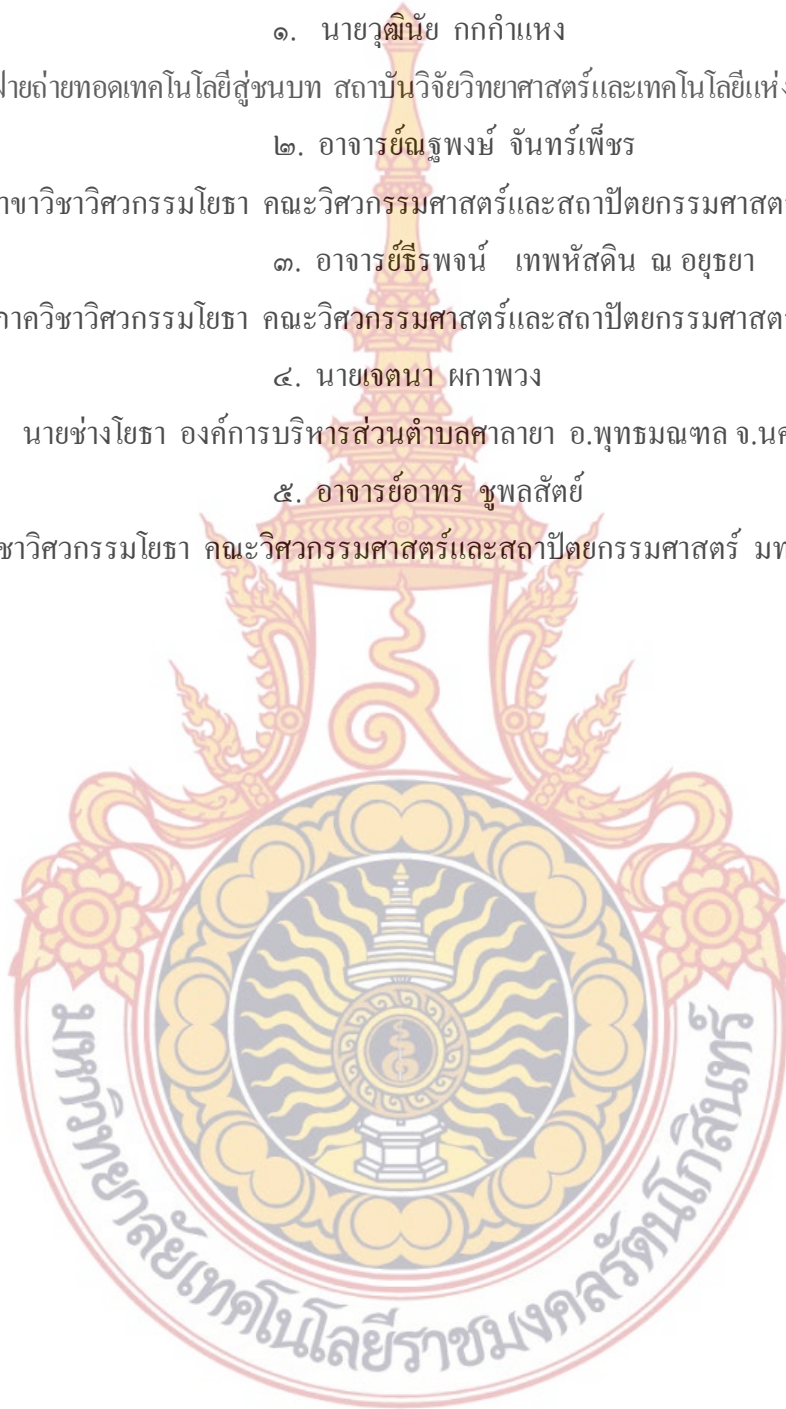 ๑. นายวุฒินัย กกกำแหง
ฝ่ายถ่ายทอดเทคโนโลยีสู่ชนบท สถาบันวิจัยวิทยาศาสตร์และเทคโนโลยีแห่ง
๒. อาจารย์ณฐพงษ์ จันทร์เพ็ชร
าขาวิชาวิศวกรรมโยธา คณะวิศวกรรมศาสตร์และสถาปัตยกรรมศาสตร
๓. อาจารย์ธีรพจน์ เทพหัสดิน ณ อยุธยา
ภาควิชาวิศวกรรมโยธา คณะวิศวกรรมศาสตร์และสถาปัตยกรรมศาสตร
๔. นายเจตนา ผกาพวง
นายช่างโยธา องค์การบริหารส่วนตำบลศาลายา อ.พุทธมณฑล จ.นค
๕. อาจารย์อาทร ชูพลสัตย์
ชาวิศวกรรมโยธา คณะวิศวกรรมศาสตร์และสถาปัตยกรรมศาสตร์ มท
มหาวิทยาลัยเทคโนโลยีราชมงคลรัตนโกสินทร์